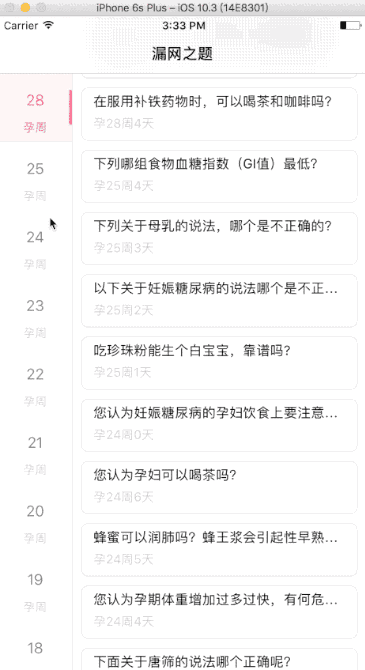 iPhone 6s Plus – iOS 10.3 (14E8301)
Carrier 3:33 PM
漏网之题
28
孕周
25
孕周
24
孕周
23
孕周
22
孕周
21
孕周
20
孕周
19
孕周
18
在服用补铁药物时，可以喝茶和咖啡吗？
孕28周4天
下列哪组食物血糖指数（GI值）最低？
孕25周4天
下列关于母乳的说法，哪个是不正确的？
孕25周3天
以下关于妊娠糖尿病的说法哪个是不正...
孕25周2天
吃珍珠粉能生个白宝宝，靠谱吗？
孕25周1天
您认为妊娠糖尿病的孕妇饮食上要注意...
孕24周0天
您认为孕妇可以喝茶吗？
孕24周6天
蜂蜜可以润肺吗？蜂王浆会引起性早熟...
孕24周5天
您认为孕期体重增加过多过快，有何危...
孕24周4天
下面关于唐筛的说法哪个正确呢？